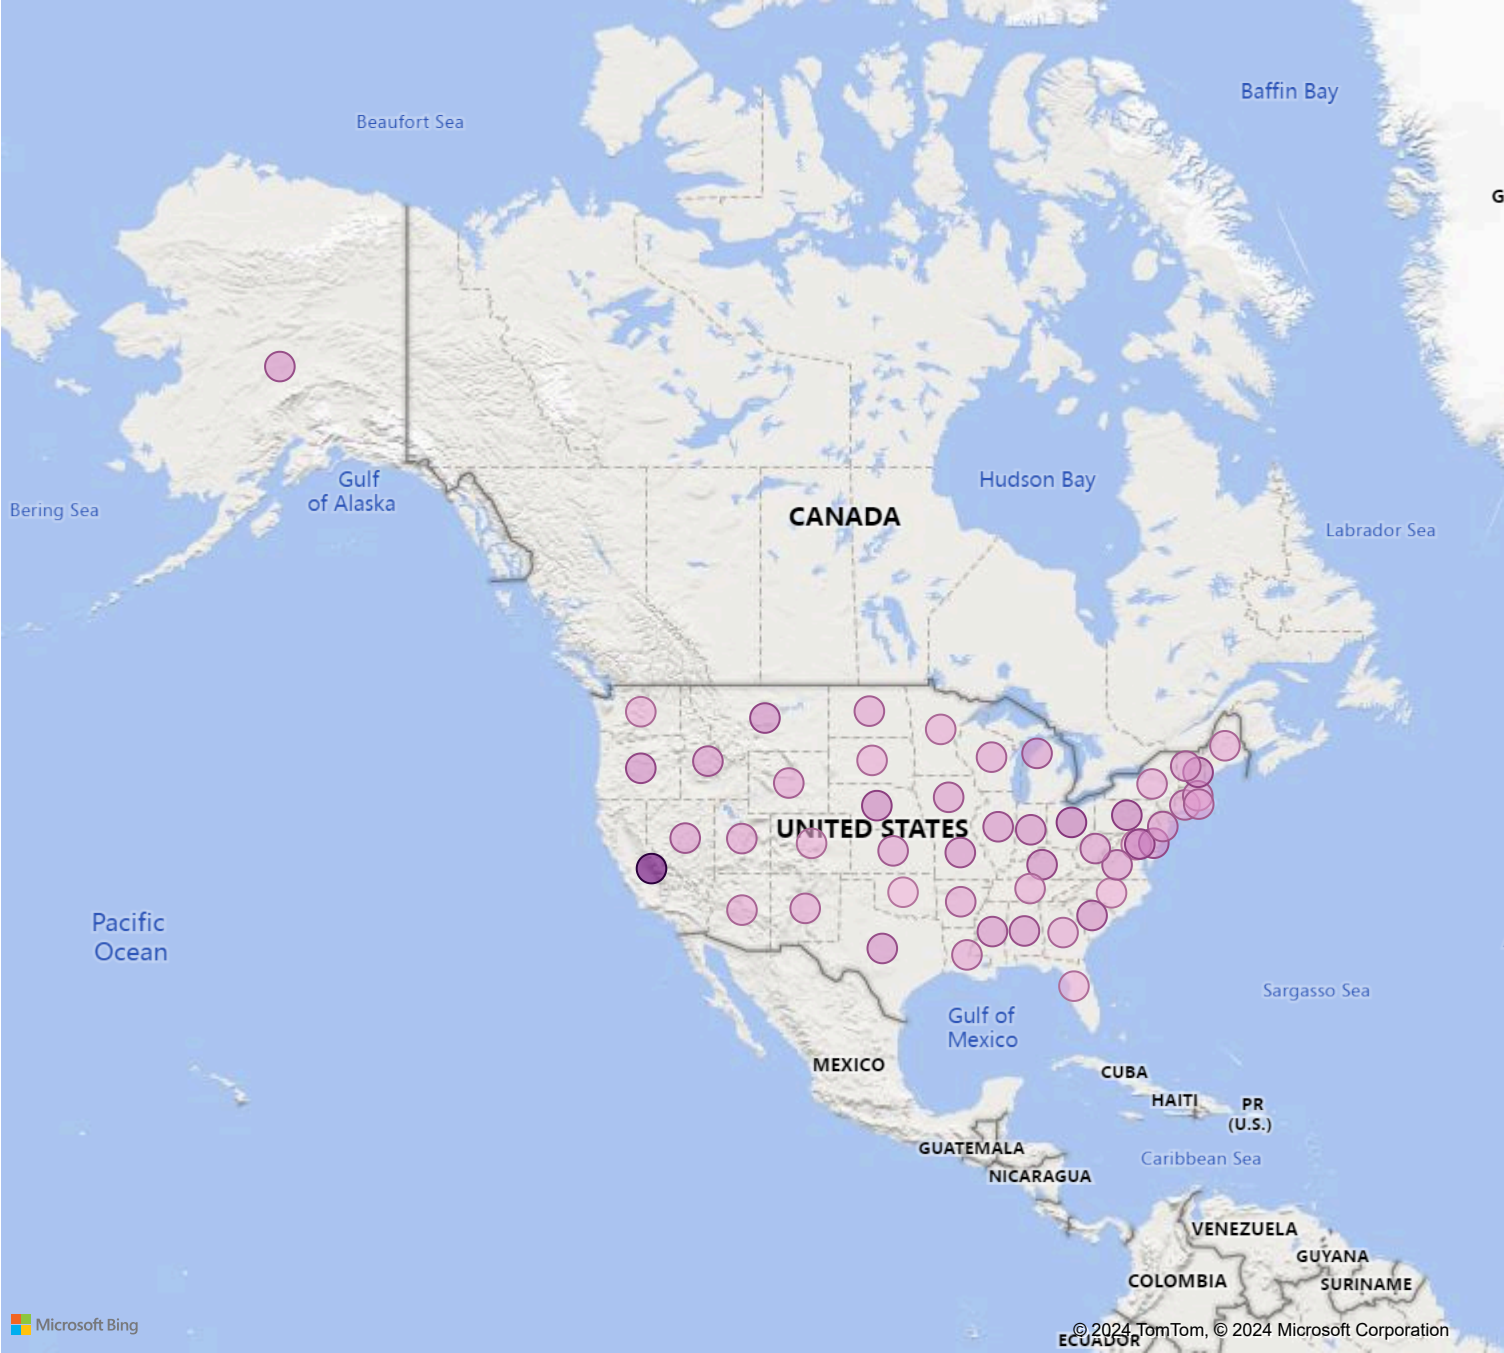 Baffin Bay
Beaufort Sea
G
Gulf
of Alaska
Hudson Bay
Bering Sea
CANADA
Labrador Sea
UNITED STATES
Pacific
Ocean
Sargasso Sea
Gulf of
Mexico
MEXICO
CUBA
HAITI
PR
(U.S.)
GUATEMALA
Caribbean Sea
NICARAGUA
VENEZUELA
GUYANA
COLOMBIA
SURINAME
Microsoft Bing
© 2024 TomTom, © 2024 Microsoft Corporation
ECUADOR